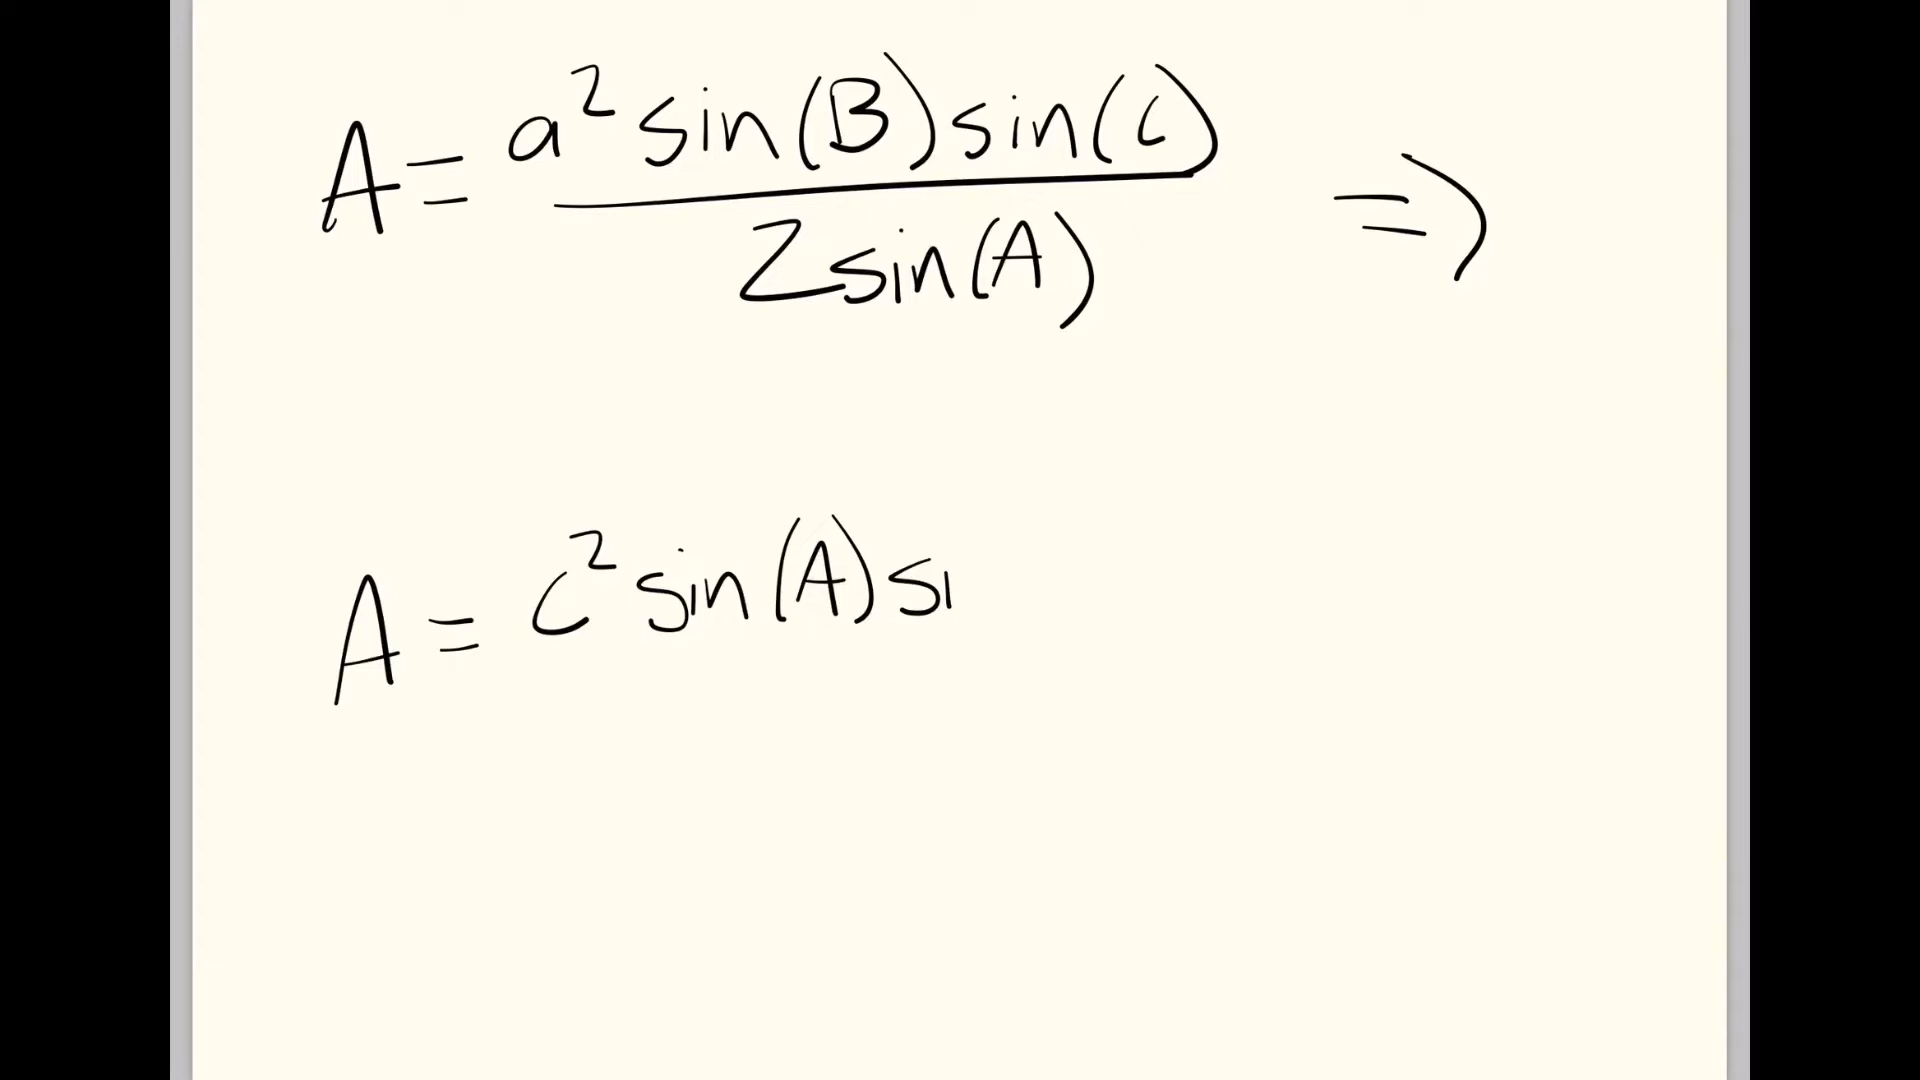 A = a² sin(B) sin(C) / 2 sin(A) =>
A = c² sin(A) si